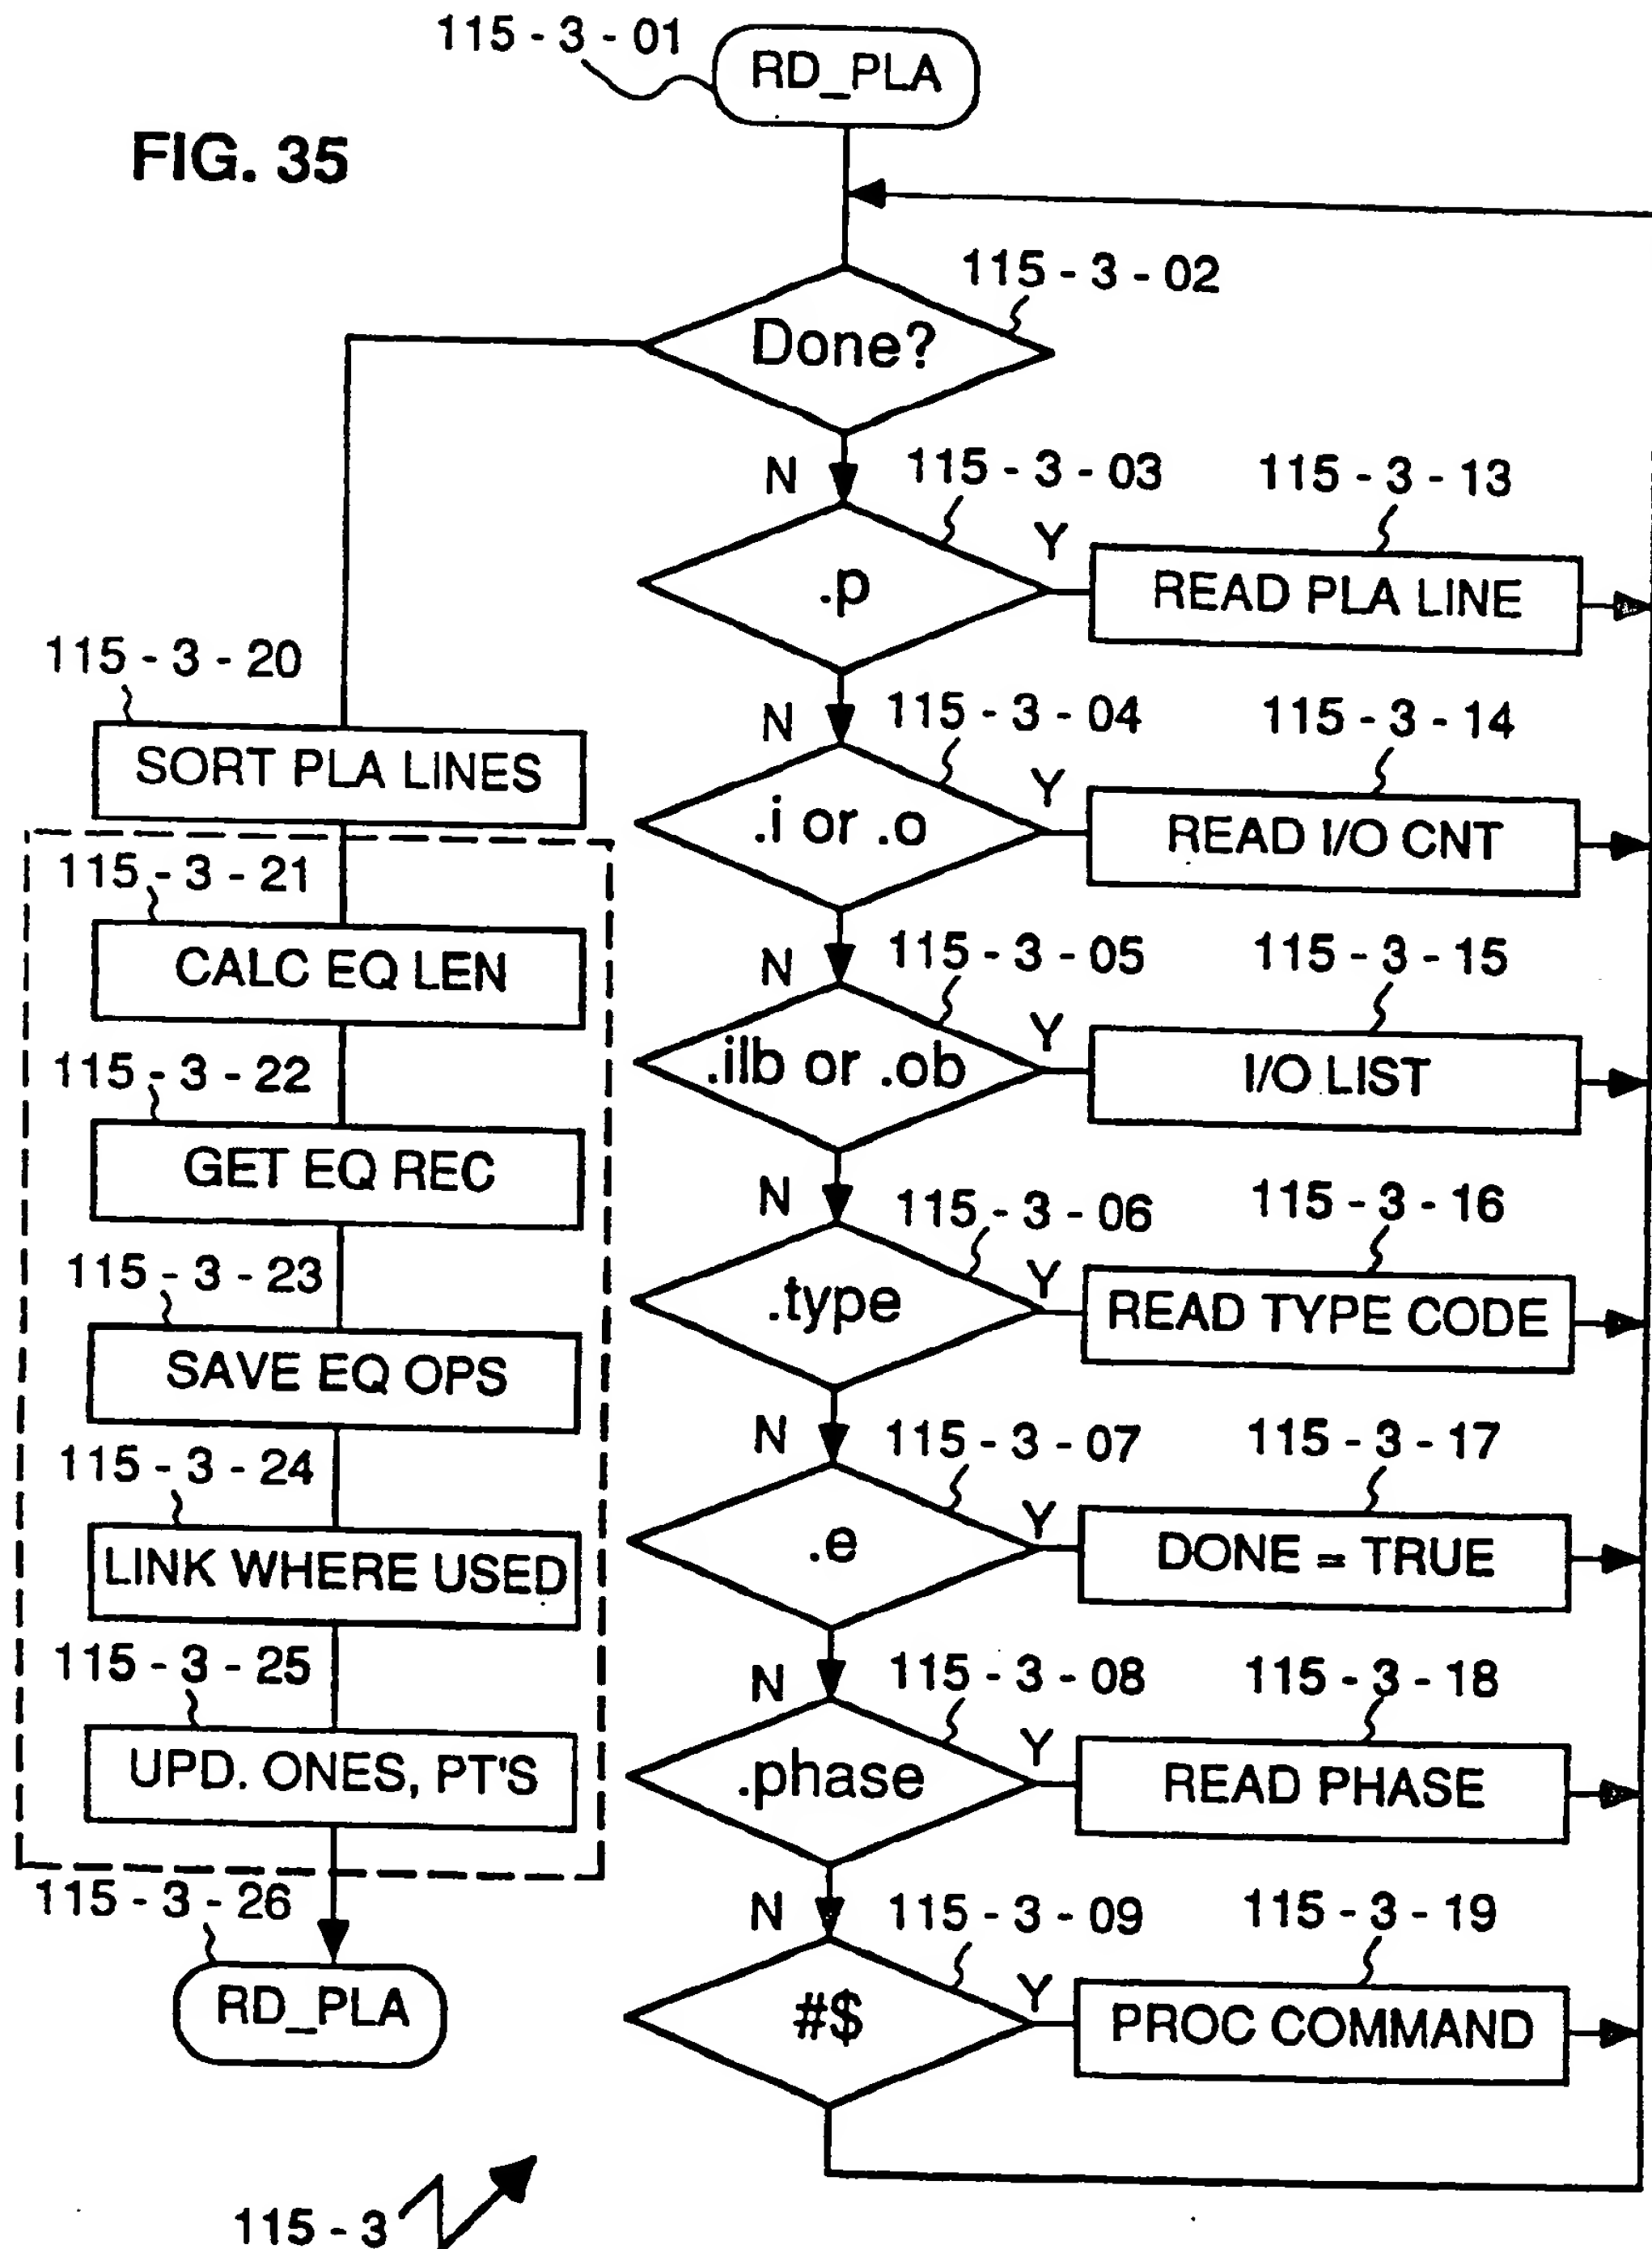 115 - 3 - 01
RD_PLA
FIG. 35
115 - 3 - 02
Done?
N
115 - 3 - 03
.p
Y
115 - 3 - 13
READ PLA LINE
N
115 - 3 - 04
.i or .o
Y
115 - 3 - 14
READ I/O CNT
N
115 - 3 - 05
.ilb or .ob
Y
115 - 3 - 15
I/O LIST
N
115 - 3 - 06
.type
Y
115 - 3 - 16
READ TYPE CODE
N
115 - 3 - 07
.e
Y
115 - 3 - 17
DONE = TRUE
N
115 - 3 - 08
.phase
Y
115 - 3 - 18
READ PHASE
N
115 - 3 - 09
#$
Y
115 - 3 - 19
PROC COMMAND
115 - 3 - 20
SORT PLA LINES
115 - 3 - 21
CALC EQ LEN
115 - 3 - 22
GET EQ REC
115 - 3 - 23
SAVE EQ OPS
115 - 3 - 24
LINK WHERE USED
115 - 3 - 25
UPD. ONES, PT'S
115 - 3 - 26
RD_PLA
115 - 3